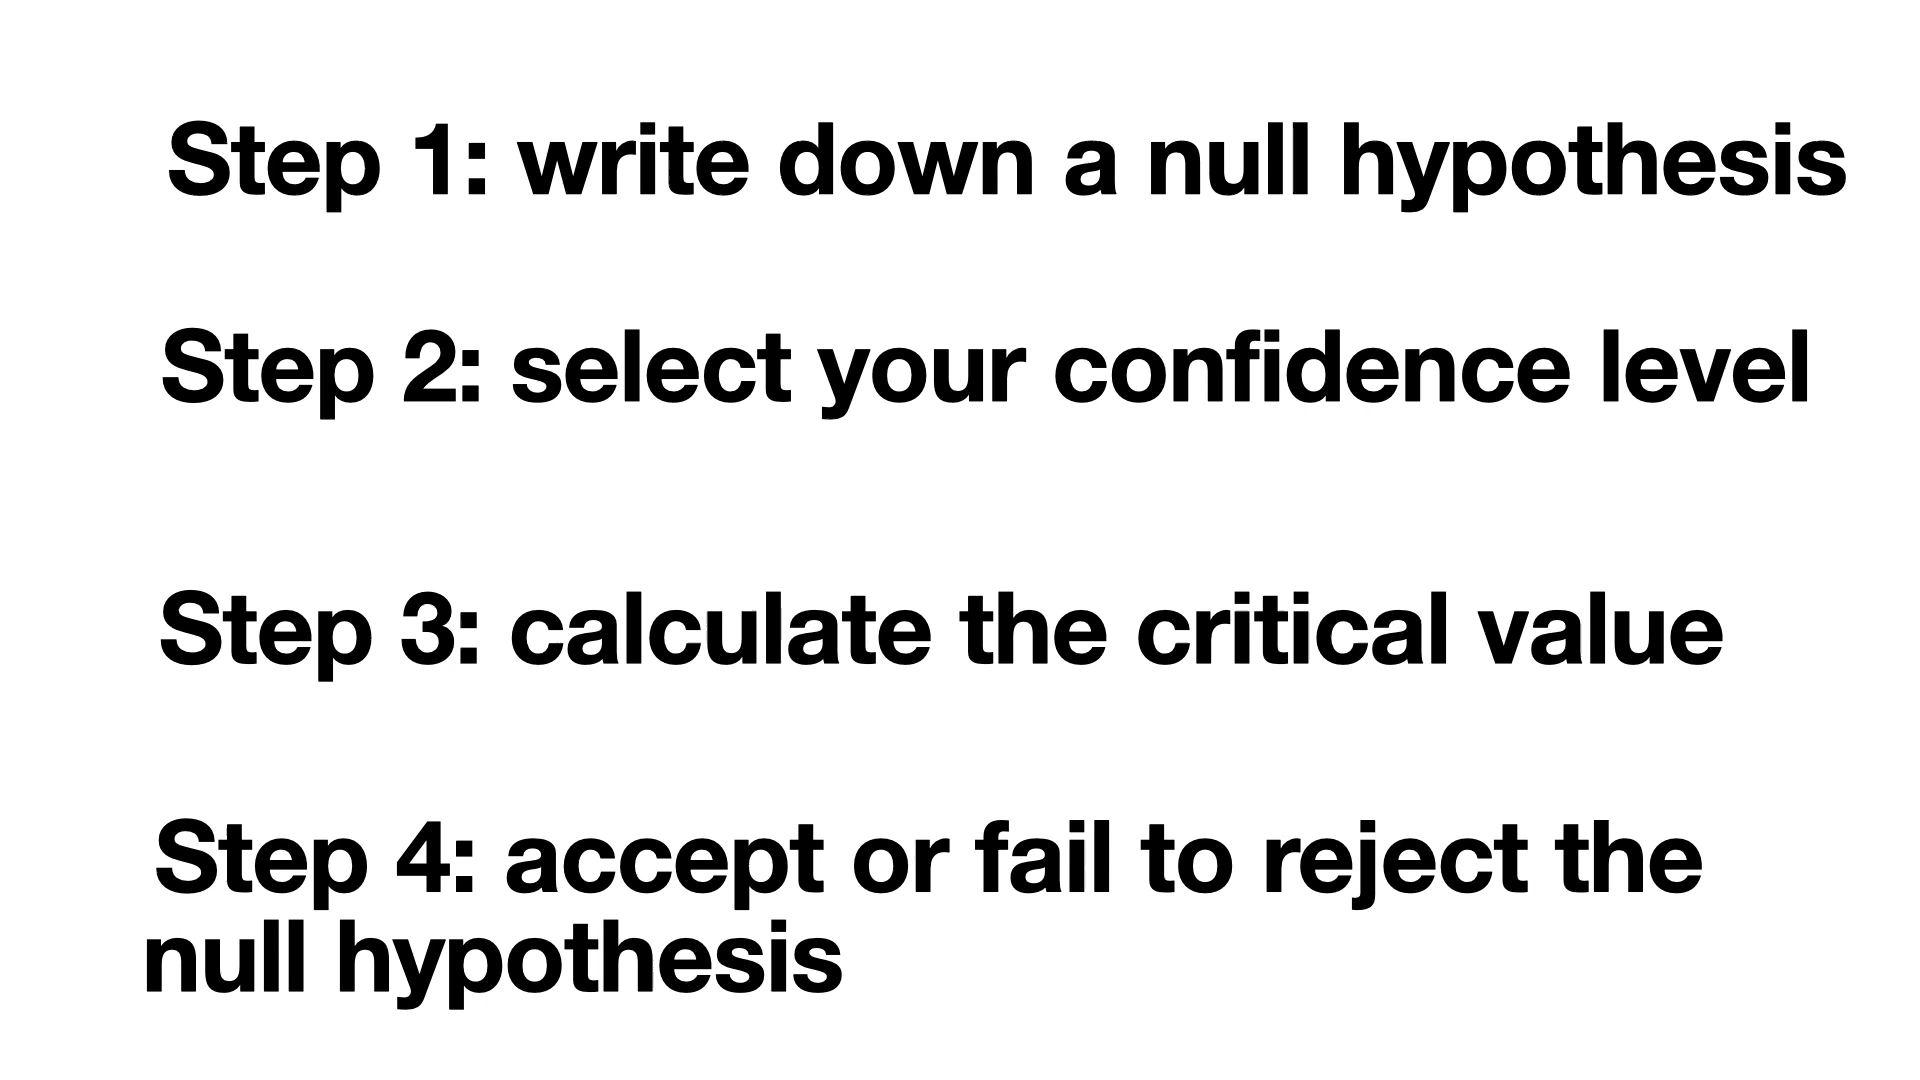 Step 1: write down a null hypothesis
Step 2: select your confidence level
Step 3: calculate the critical value
Step 4: accept or fail to reject the
null hypothesis